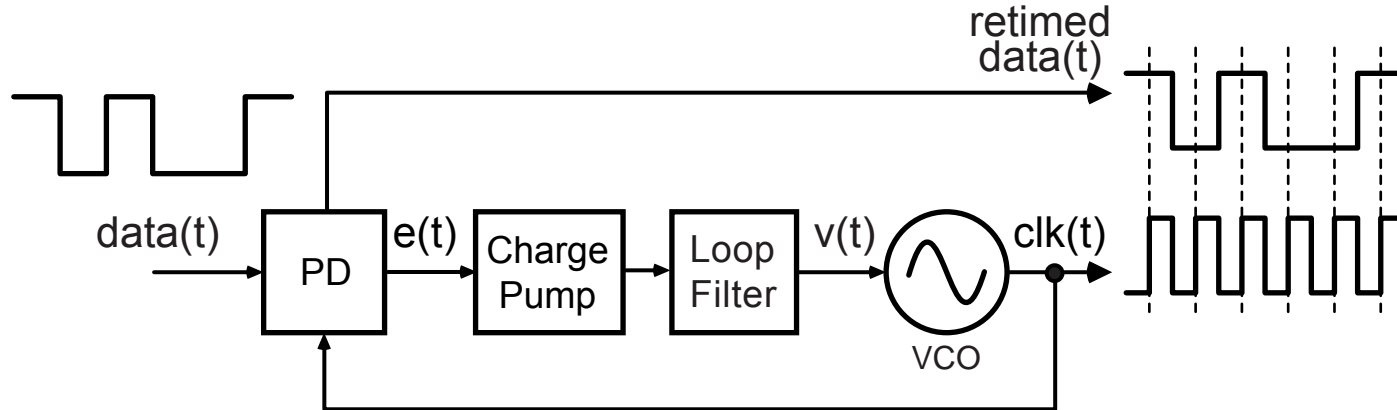 retimed
data(t)
data(t)
PD
e(t)
Charge
Pump
Loop
Filter
v(t)
VCO
clk(t)